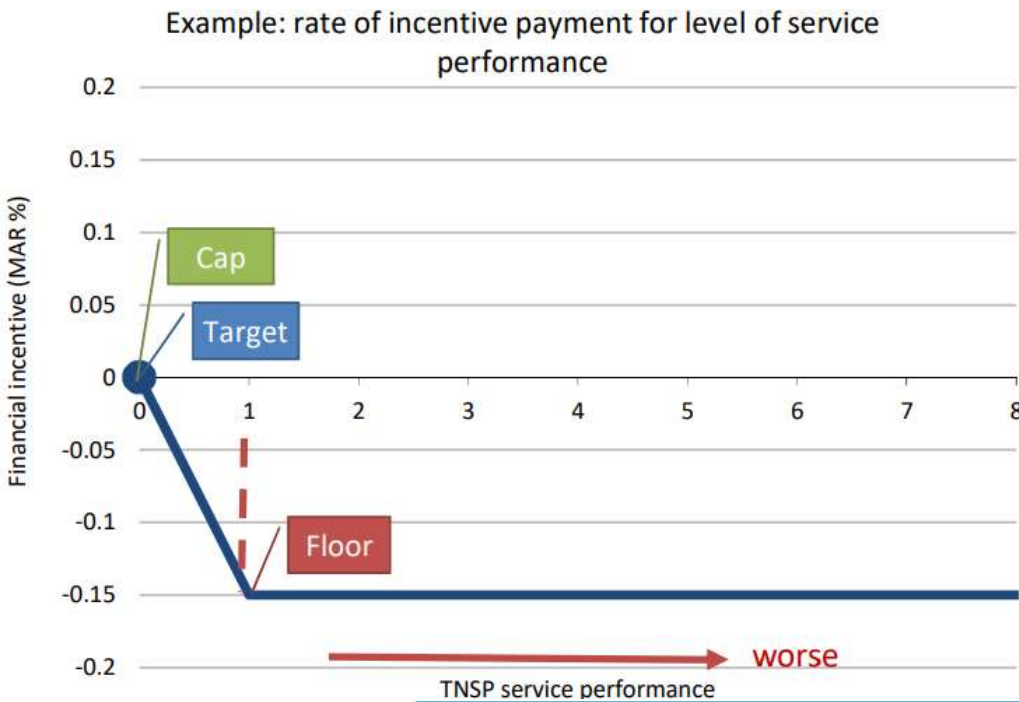 Example: rate of incentive payment for level of service
performance
0.2
0.15
0.1
Cap
0.05
Target
0
0 1 2 3 4 5 6 7 8
Financial incentive (MAR %)
-0.05
-0.1
Floor
-0.15
-0.2
worse
TNSP service performance